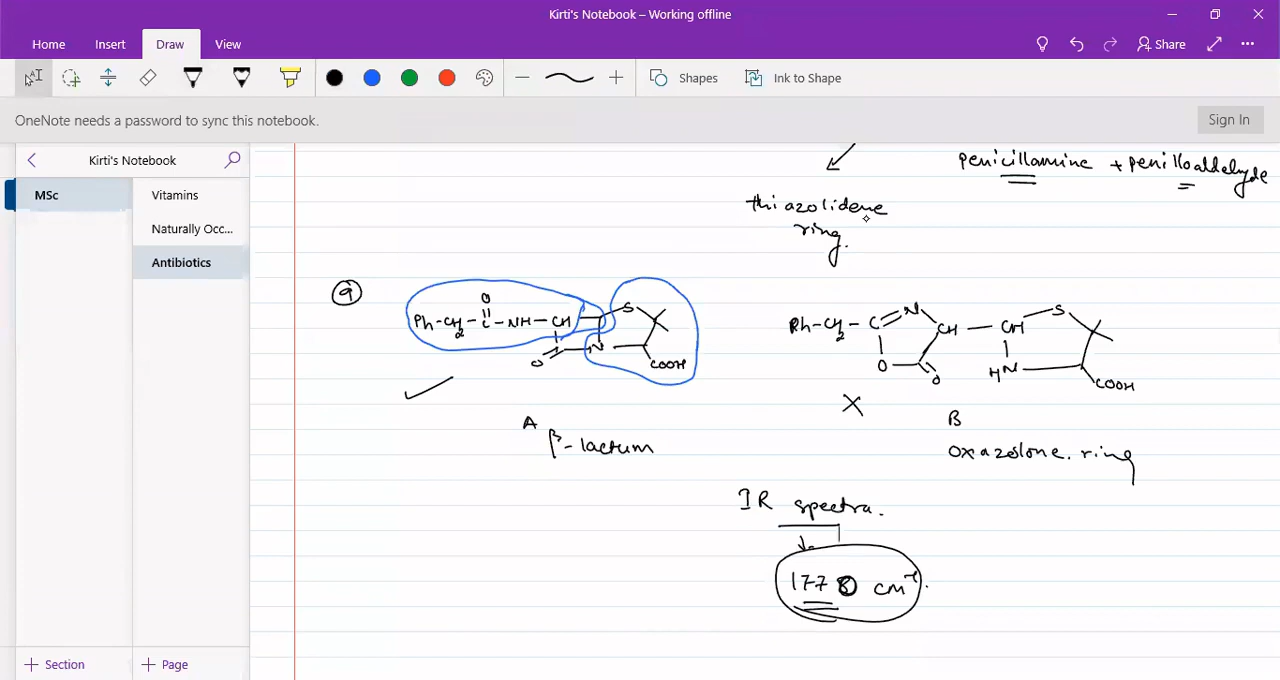 Kirti's Notebook – Working offline
Home Insert Draw View Share
Shapes Ink to Shape
OneNote needs a password to sync this notebook. Sign In
Kirti's Notebook
MSc
Vitamins
Naturally Occ...
Antibiotics
penicillamine + penilloaldehyde
thiazolidene
ring.
9
Ph-CH2-C-NH-CH
O
S
N
O
COOH
Ph-CH2-C
N
CH-CH
S
O
O
HN
COOH
A
β-lactum
B
oxazolone. ring
IR spectra.
1778 cm-1.
+ Section
+ Page